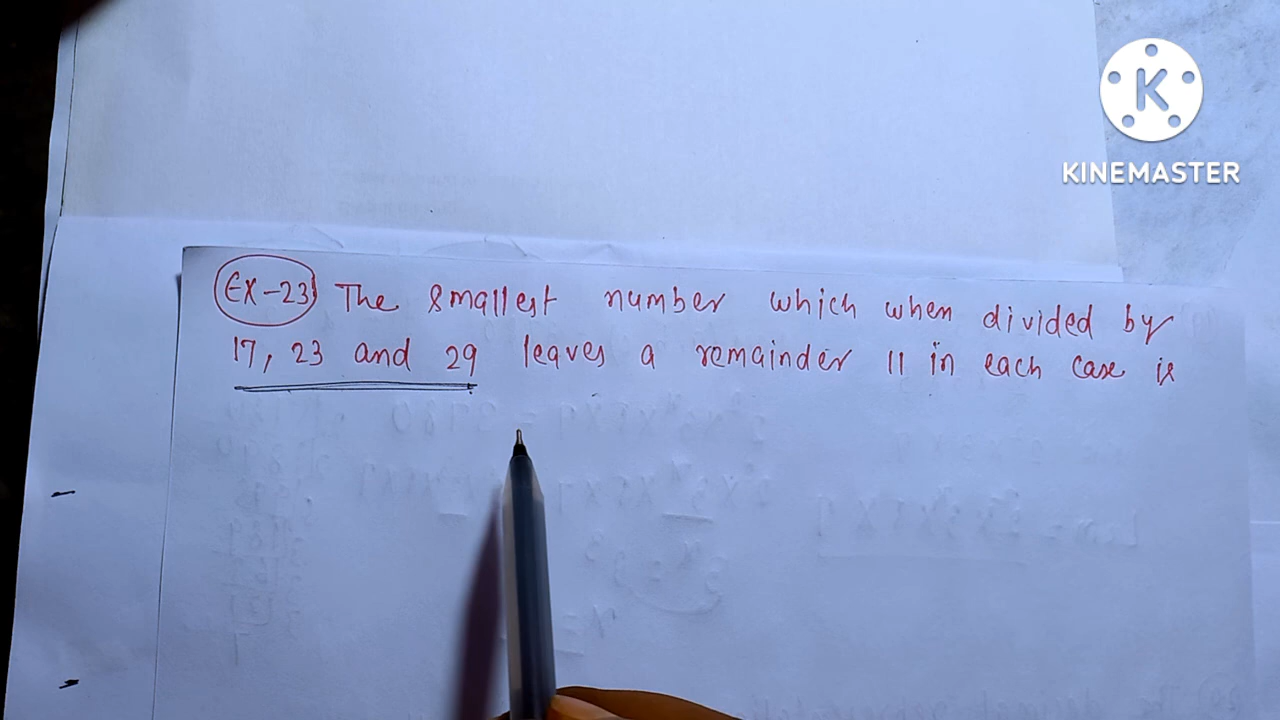 K
KINEMASTER
Ex-23 The smallest number which when divided by
17, 23 and 29 leaves a remainder 11 in each case is